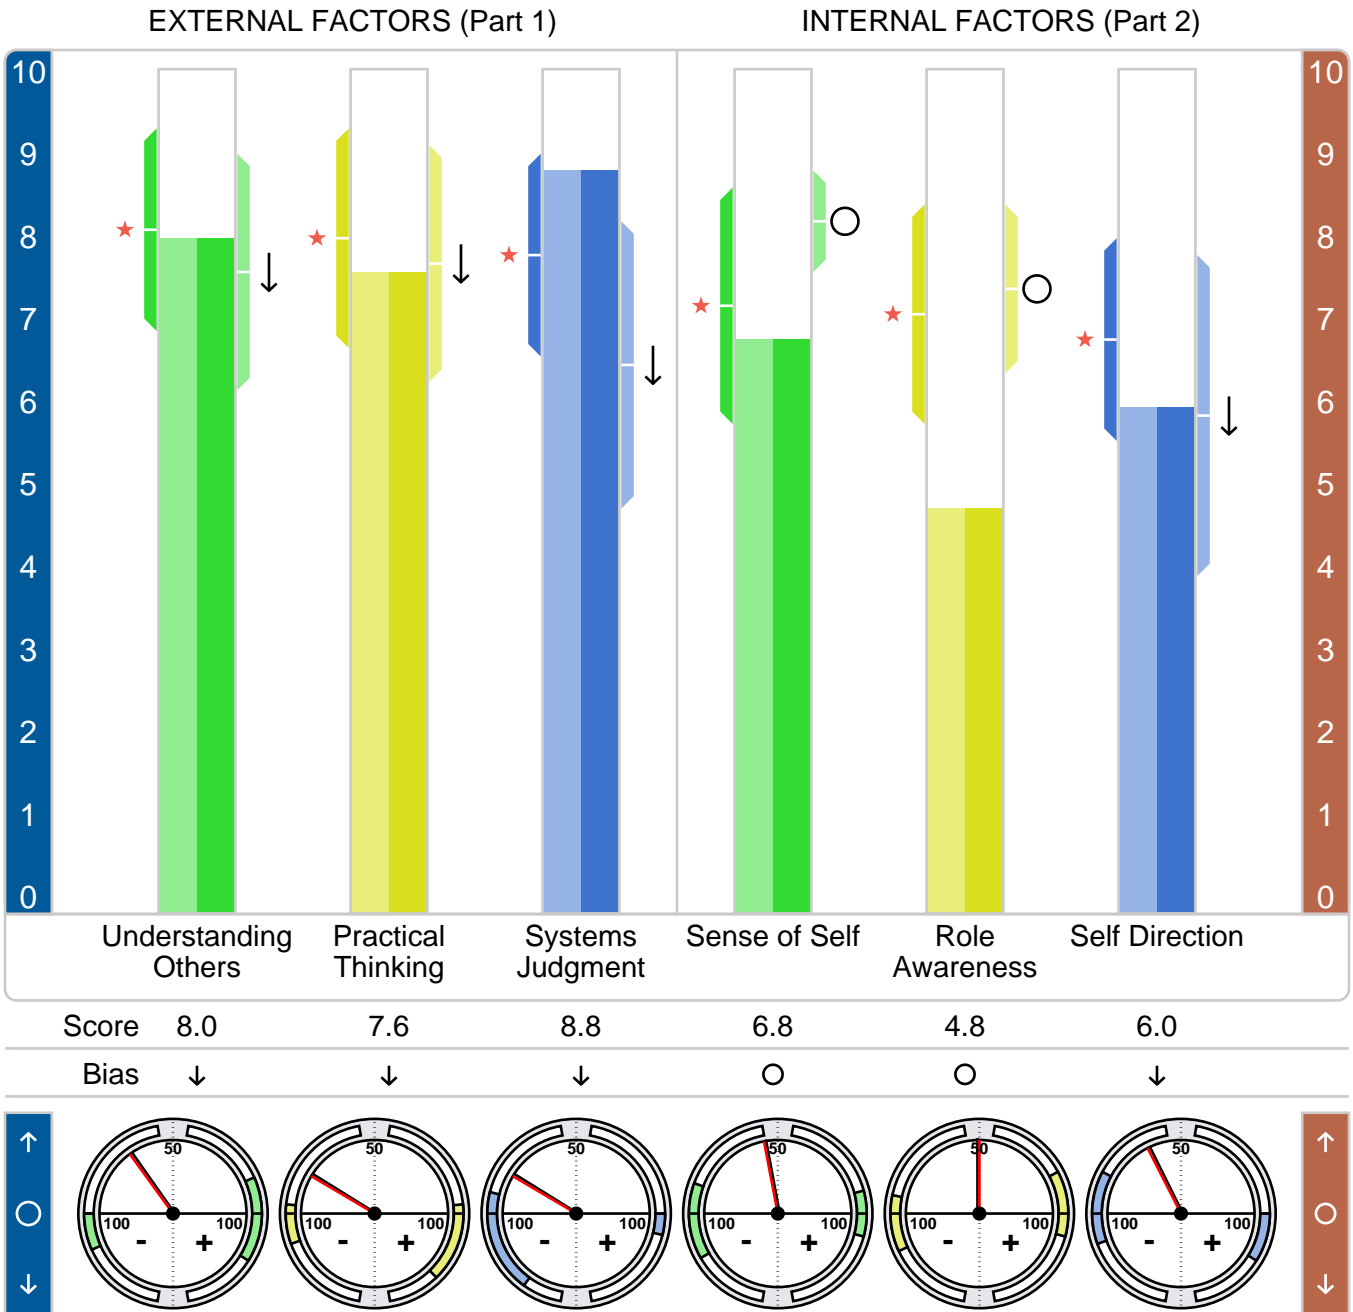 EXTERNAL FACTORS (Part 1) INTERNAL FACTORS (Part 2)
10 10
9 9
8 8
7 7
6 6
5 5
4 4
3 3
2 2
1 1
0 0
Understanding Practical Systems Sense of Self Role Self Direction
Others Thinking Judgment Awareness
Score 8.0 7.6 8.8 6.8 4.8 6.0
Bias ↓ ↓ ↓ ○ ○ ↓
↑ ↑
50 50 50 50 50 50
○ ○
100 100 100 100 100 100 100 100 100 100 100 100
- + - + - + - + - + - +
↓ ↓